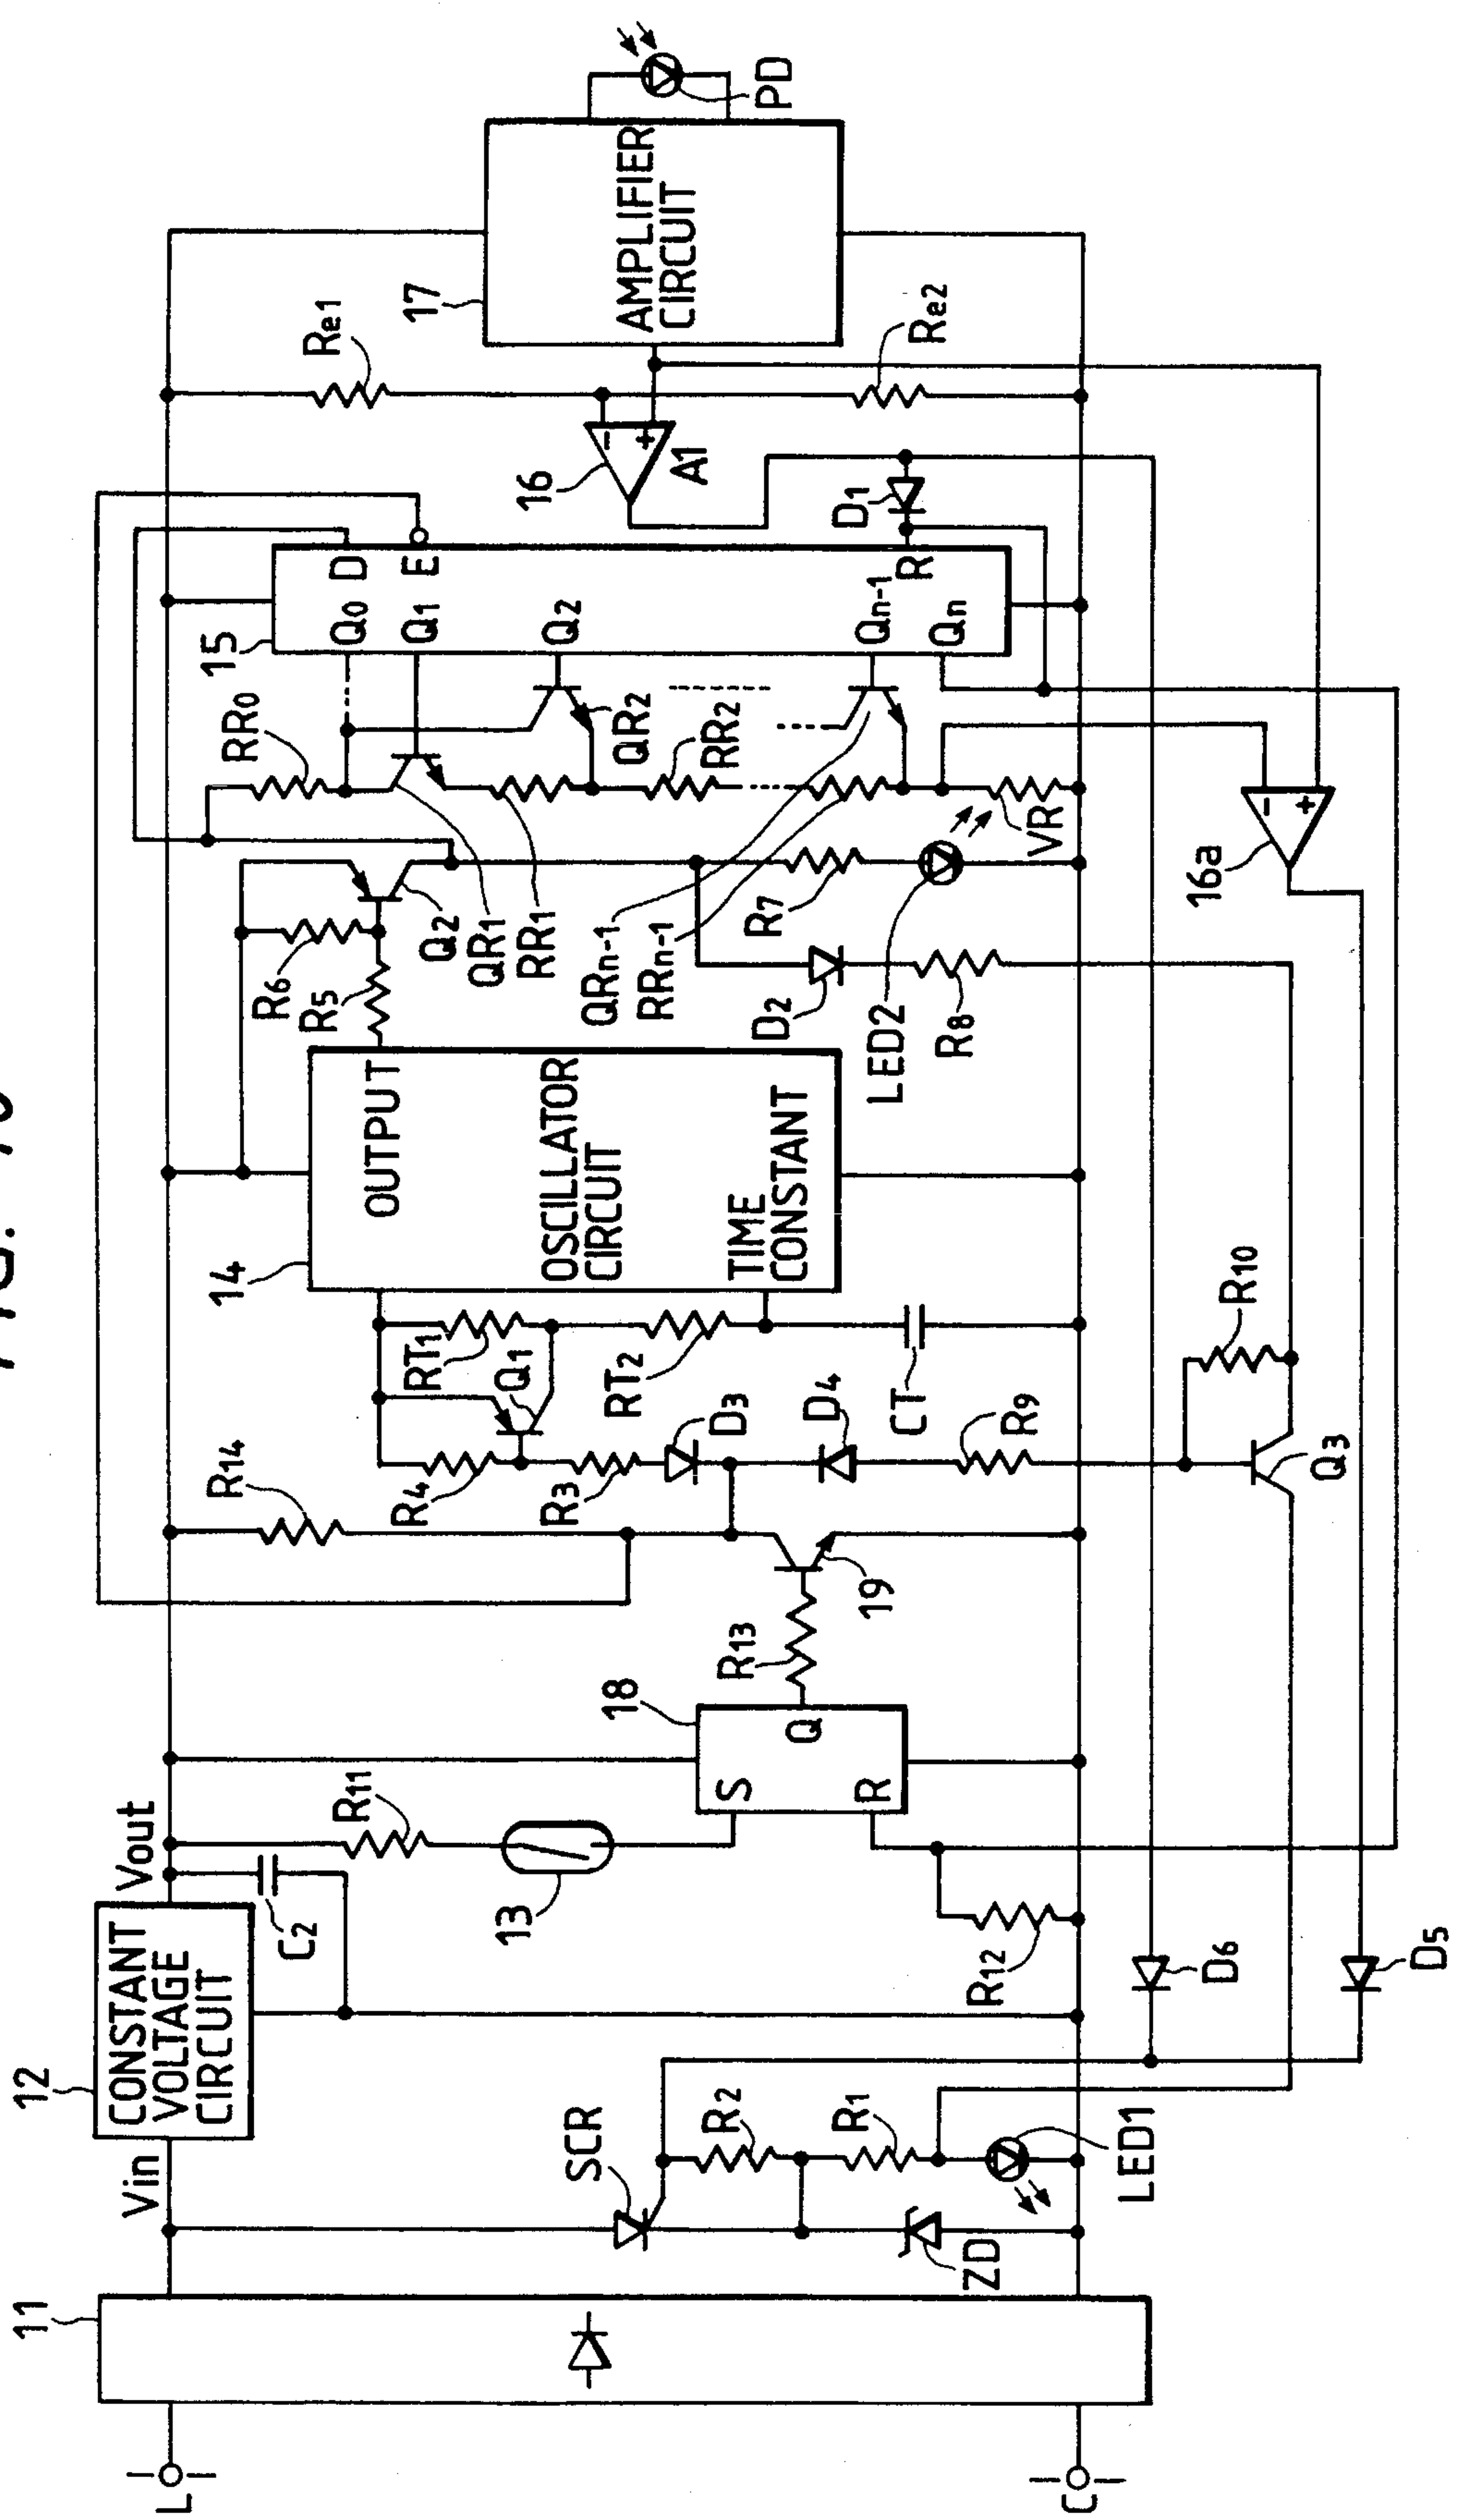 L
C
11
Vin
12
CONSTANT
VOLTAGE
CIRCUIT
Vout
C2
SCR
R2
R1
ZD
LED1
D6
D5
R11
13
R12
18
S
Q
R
R13
19
R14
R4
R3
D3
D4
R9
Q1
RT1
RT2
CT
R10
Q3
14
OUTPUT
OSCILLATOR
CIRCUIT
TIME
CONSTANT
R6
R5
Q2
QR1
RR1
QRn-1
RRn-1
R7
D2
LED2
R8
RR0
QR2
RR2
VR
16a
15
Q0
Q1
Q2
Qn-1
Qn
D
E
R
D1
16
A1
Re1
Re2
17
AMPLIFIER
CIRCUIT
PD